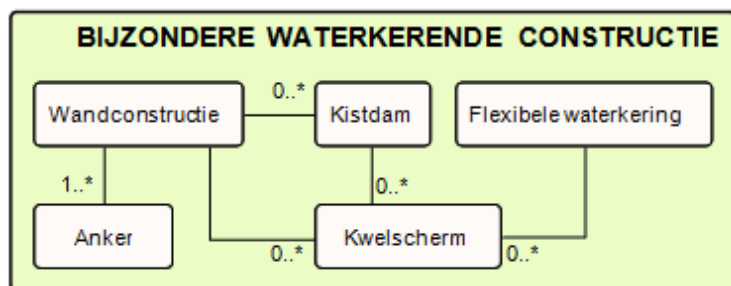 BIJZONDERE WATERKERENDE CONSTRUCTIE
0..*
Wandconstructie
Kistdam
Flexibele waterkering
1..*
0..*
Anker
Kwelscherm
0..*
0..*